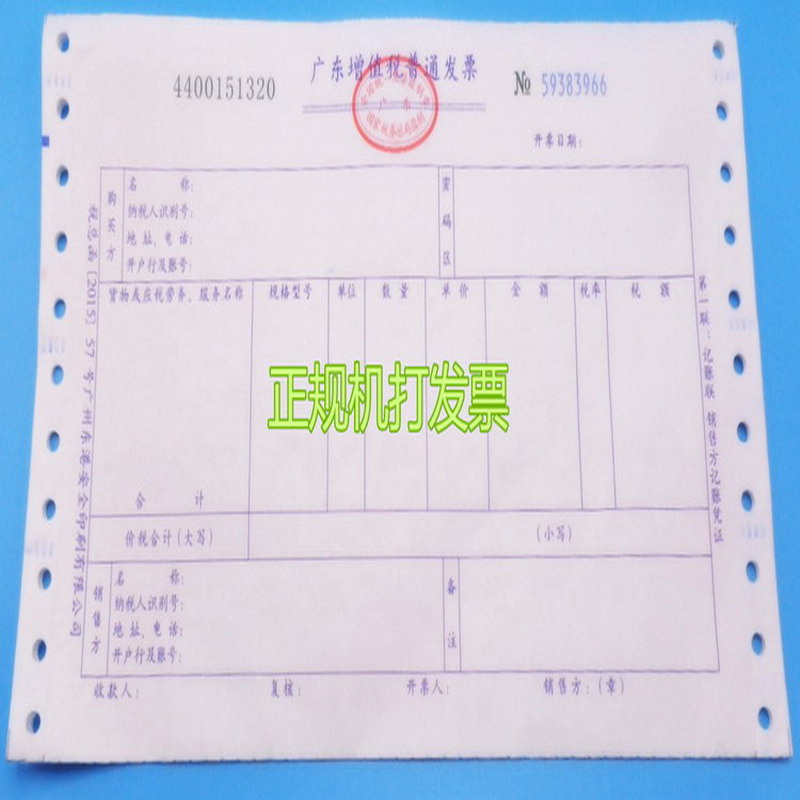 4400151320
广东增值税普通发票
№ 59383966
开票日期:
购买方
名 称:
纳税人识别号:
地 址、电 话:
开户行及账号:
密码区
货物或应税劳务、服务名称 规格型号 单位 数 量 单 价 金 额 税率 税 额
正规机打发票
合 计
价税合计(大写) (小写)
销售方
名 称:
纳税人识别号:
地 址、电 话:
开户行及账号:
备注
收款人: 复核: 开票人: 销售方:(章)
税总函〔2015〕57号广州东港安全印刷有限公司
第一联:记账联 销售方记账凭证